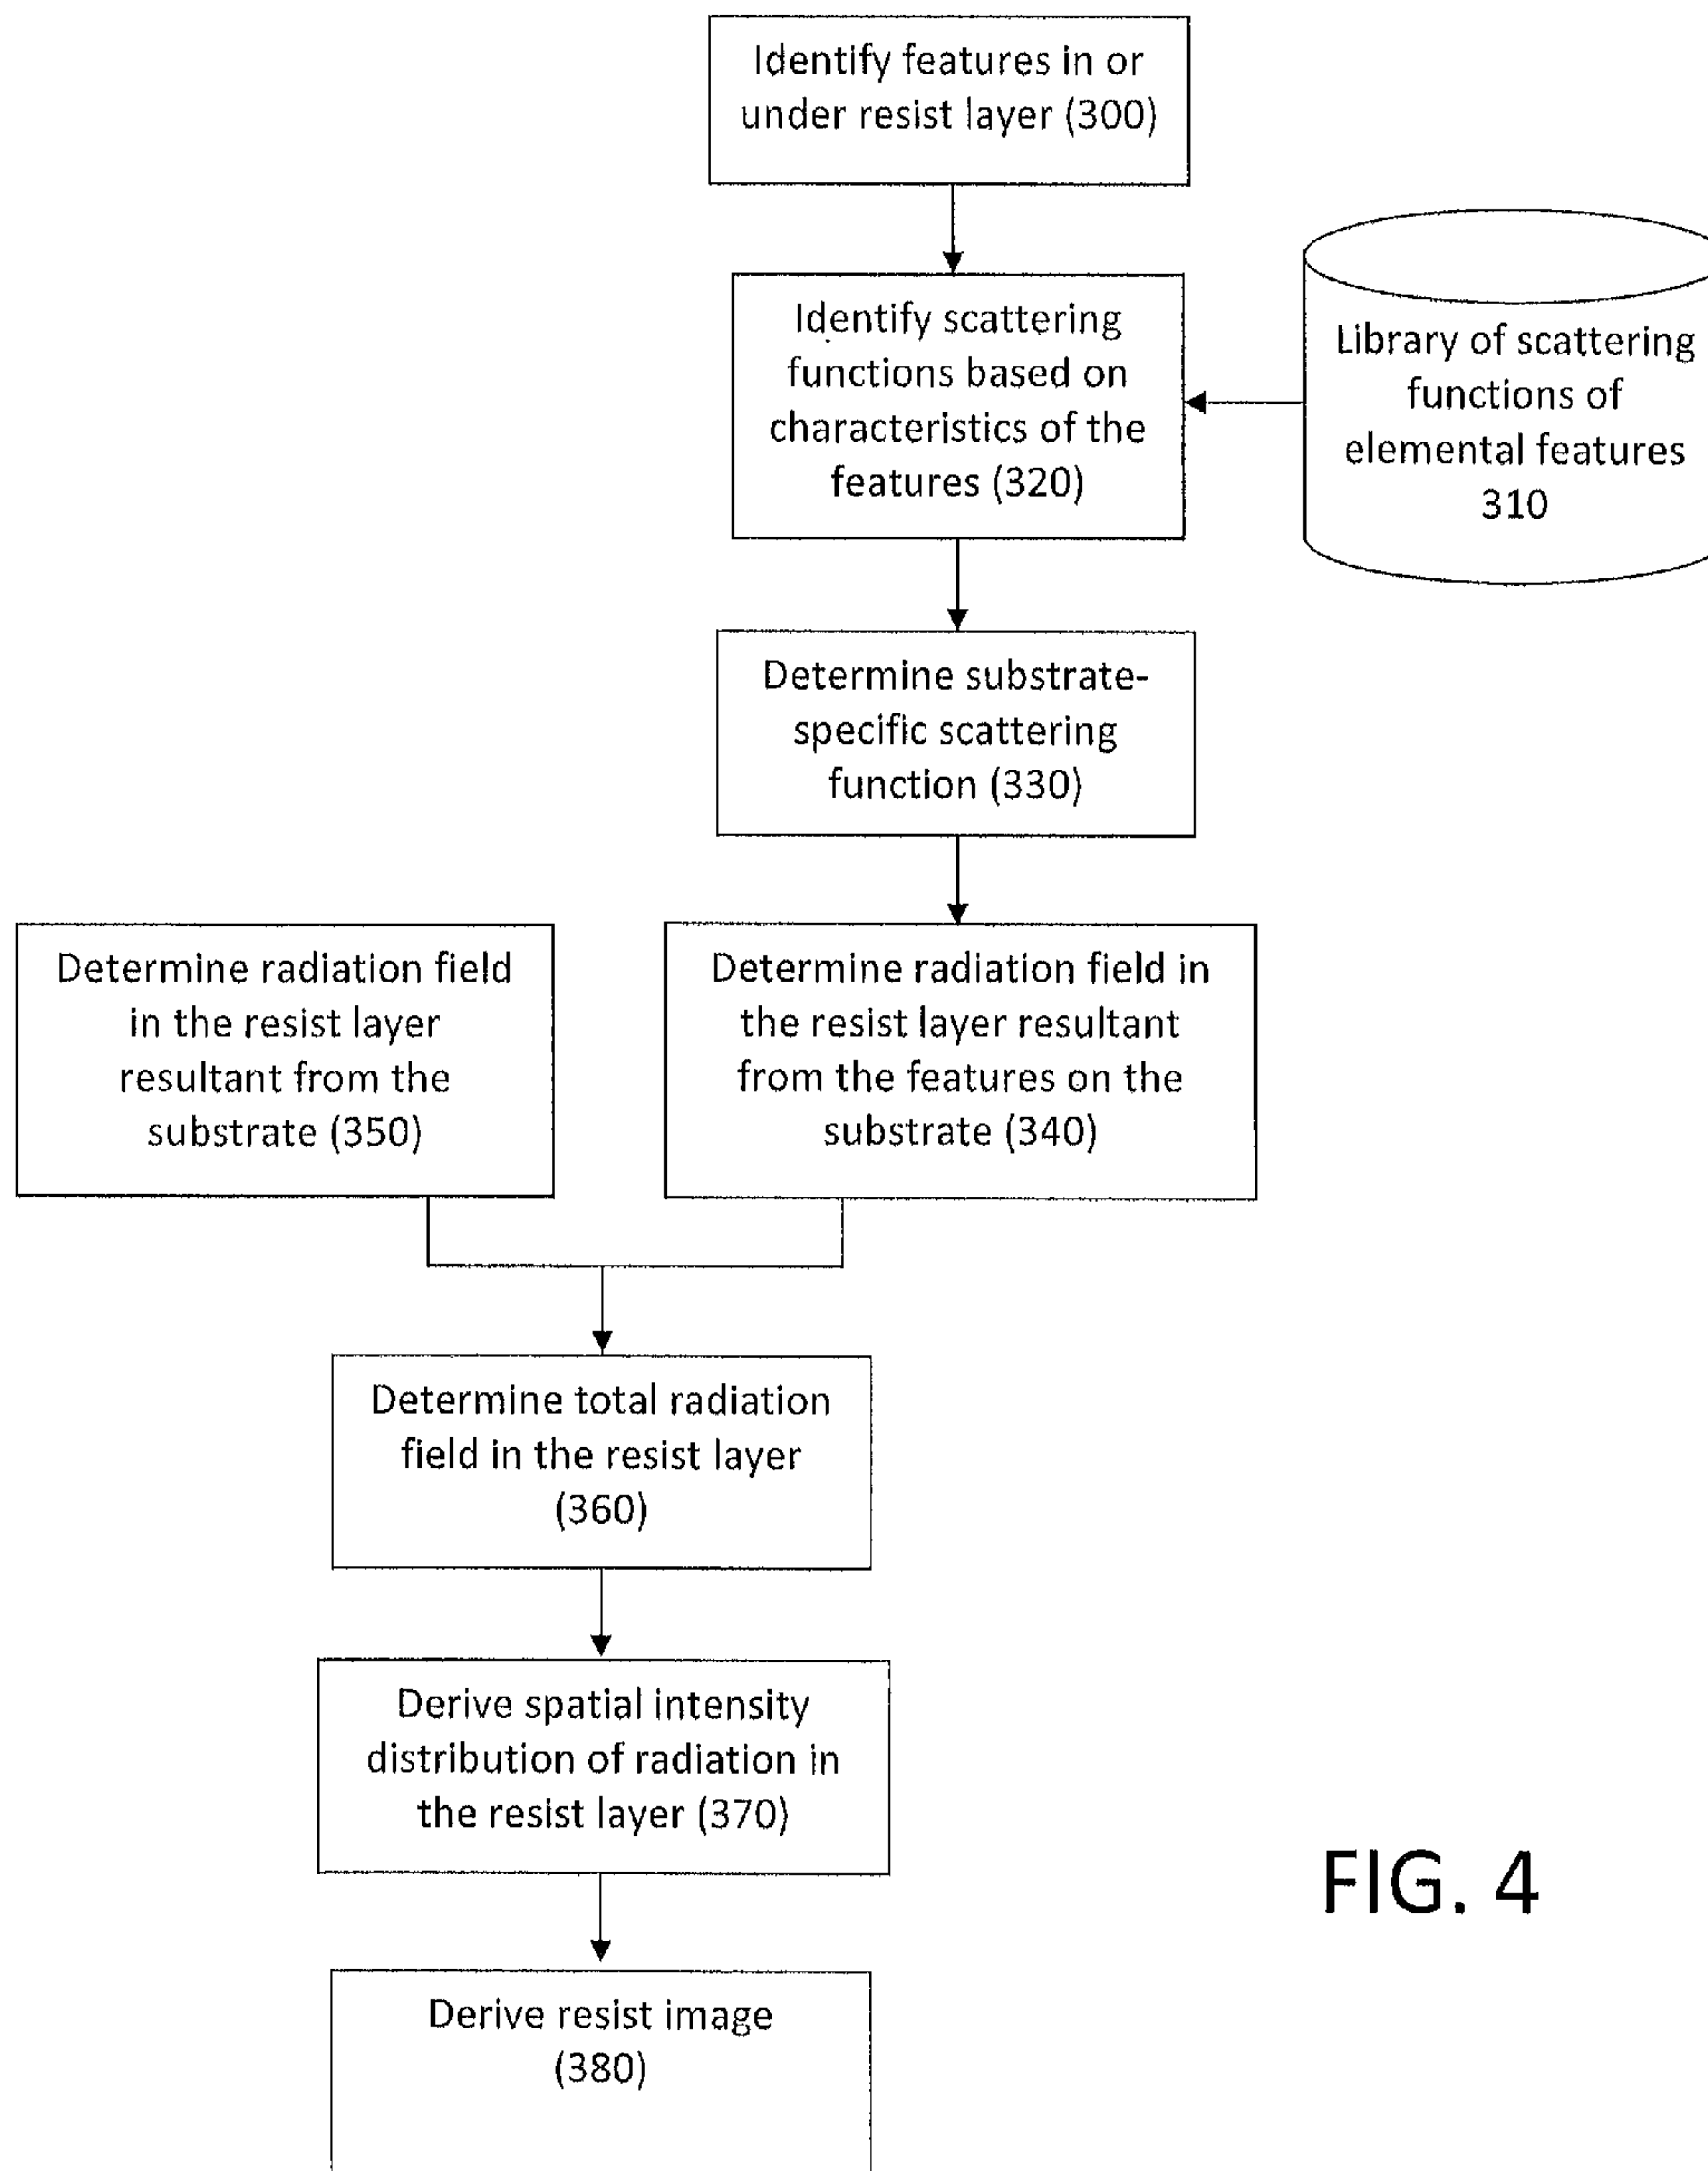 Identify features in or
under resist layer (300)
Identify scattering
functions based on
characteristics of the
features (320)
Library of scattering
functions of
elemental features
310
Determine substrate-
specific scattering
function (330)
Determine radiation field
in the resist layer
resultant from the
substrate (350)
Determine radiation field in
the resist layer resultant
from the features on the
substrate (340)
Determine total radiation
field in the resist layer
(360)
Derive spatial intensity
distribution of radiation in
the resist layer (370)
Derive resist image
(380)
FIG. 4